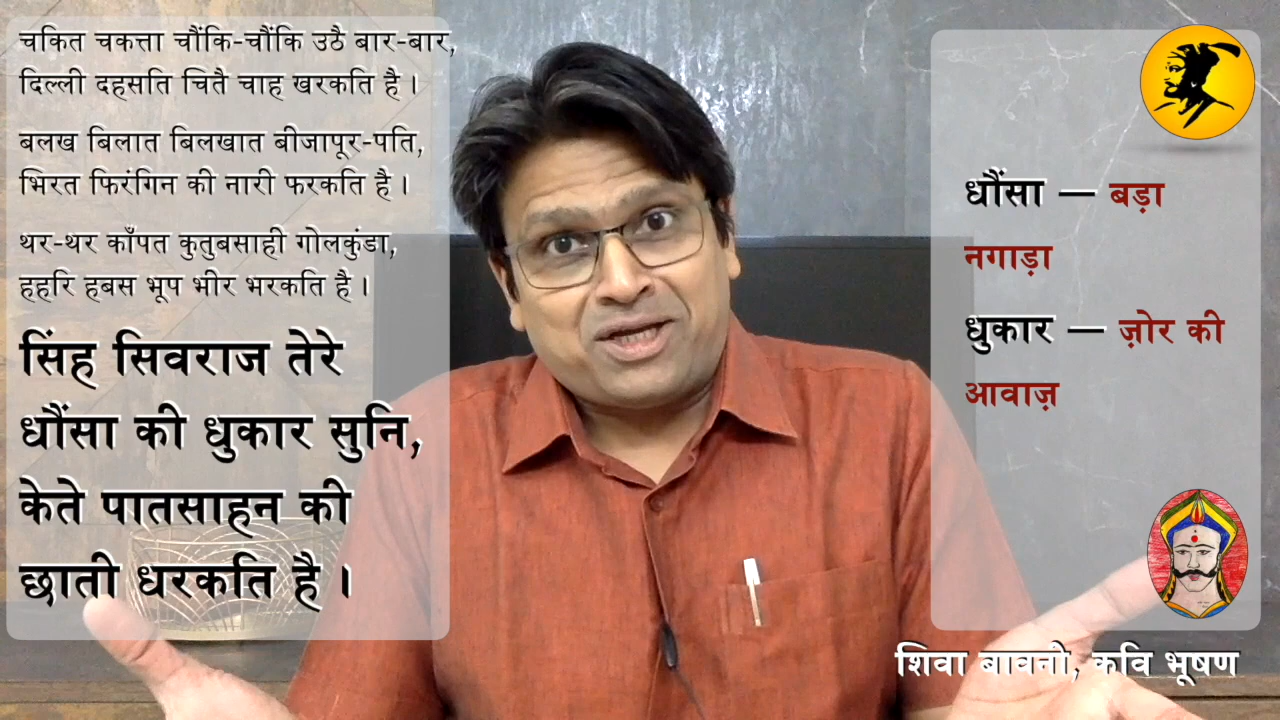 चकित चकत्ता चौंकि-चौंकि उठै बार-बार,
दिल्ली दहसति चितै चाह खरकति है ।
बलख बिलात बिलखात बीजापूर-पति,
भिरत फिरंगिन की नारी फरकति है ।
थर-थर काँपत कुतुबसाही गोलकुंडा,
हहरि हबस भूप भीर भरकति है ।
सिंह सिवराज तेरे
धौंसा की धुकार सुनि,
केते पातसाहन की
छाती धरकति है ।
धौंसा — बड़ा
नगाड़ा
धुकार — ज़ोर की
आवाज़
शिवा बावनी, कवि भूषण